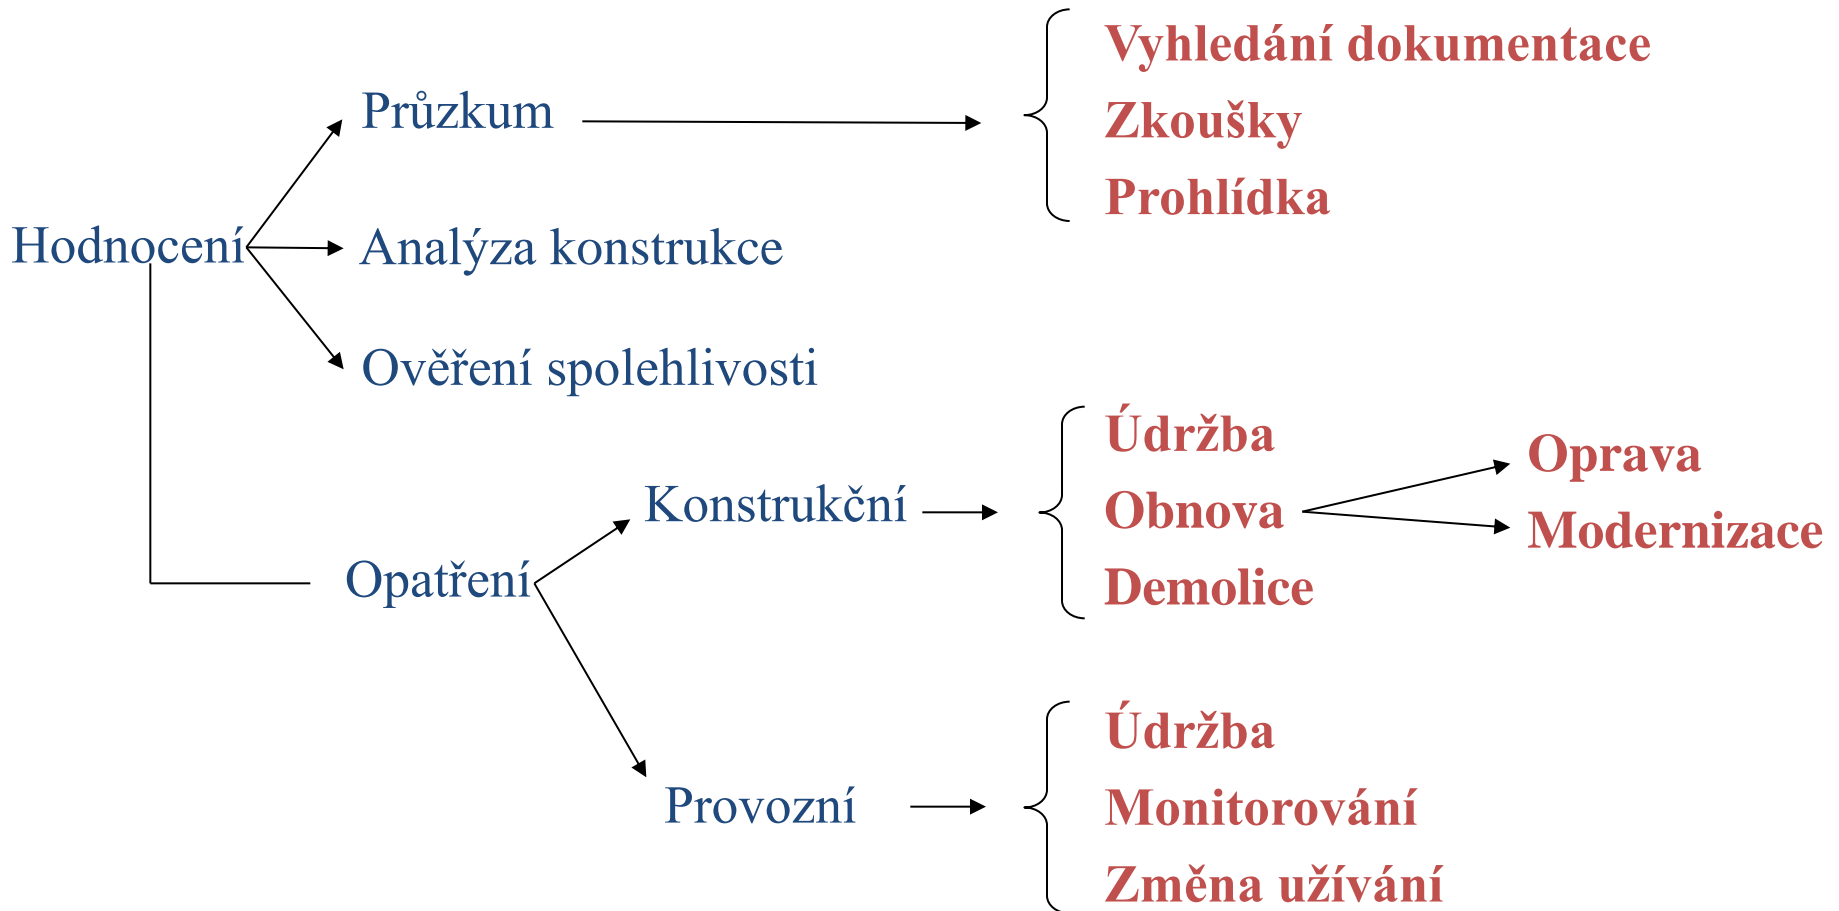 Vyhledání dokumentace
Průzkum
Zkoušky
Prohlídka
Hodnocení
Analýza konstrukce
Ověření spolehlivosti
Údržba
Oprava
Konstrukční
Obnova
Modernizace
Opatření
Demolice
Údržba
Provozní
Monitorování
Změna užívání